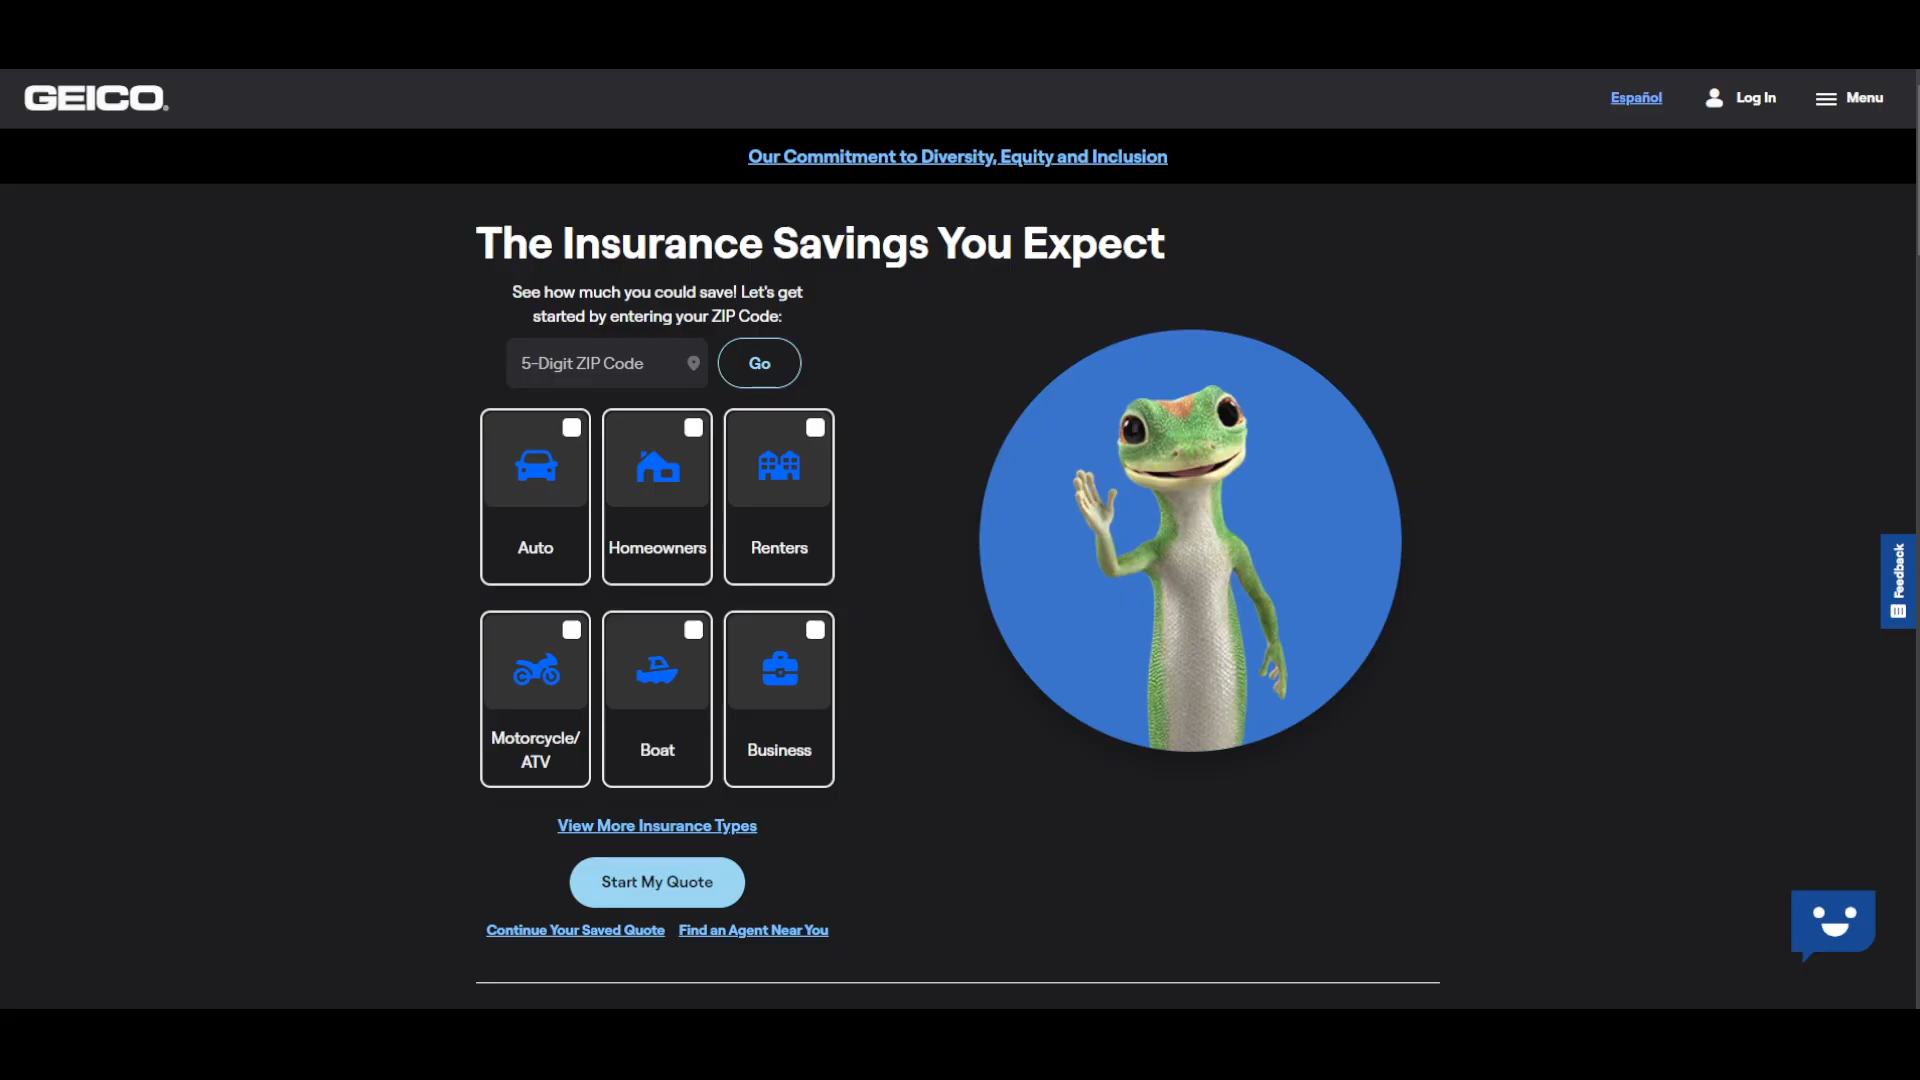 GEICO
Español
Log In
Menu
Our Commitment to Diversity, Equity and Inclusion
The Insurance Savings You Expect
See how much you could save! Let's get
started by entering your ZIP Code:
5-Digit ZIP Code
Go
Auto
Homeowners
Renters
Motorcycle/
ATV
Boat
Business
View More Insurance Types
Start My Quote
Continue Your Saved Quote
Find an Agent Near You
Feedback